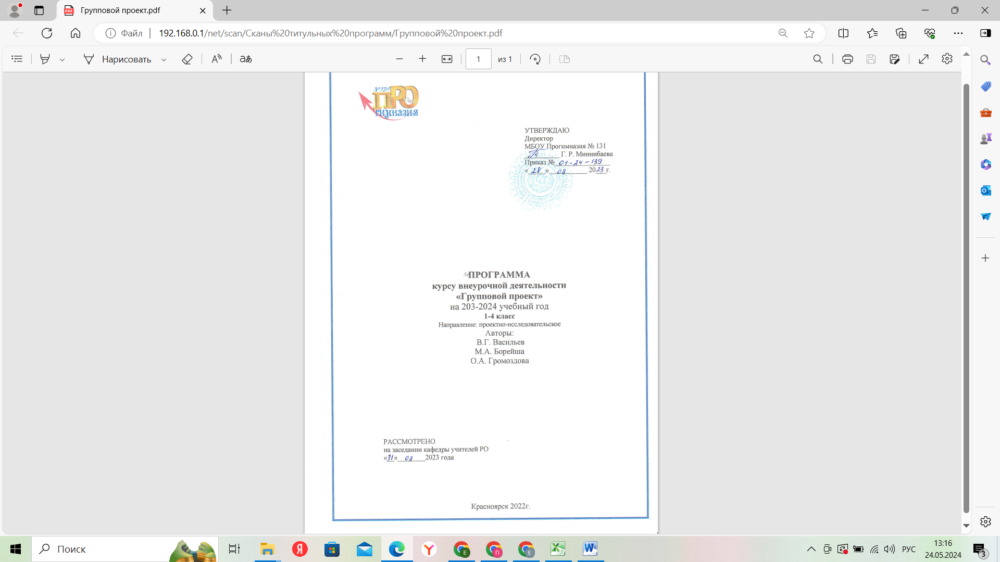 Групповой проект.pdf
Файл
192.168.0.1/net/scan/Сканы%20титульных%20программ/Групповой%20проект.pdf
Нарисовать
1 из 1
№131
ПРО
гимназия
УТВЕРЖДАЮ
Директор
МБОУ Прогимназия № 131
Г. Р. Миннибаева
Приказ № 01-24-139
«28» 08 2023 г.
ПРОГРАММА
курсу внеурочной деятельности
«Групповой проект»
на 203-2024 учебный год
1-4 класс
Направление: проектно-исследовательское
Авторы:
В.Г. Васильев
М.А. Борейша
О.А. Громоздова
РАССМОТРЕНО
на заседании кафедры учителей РО
«31» 08 2023 года
Красноярск 2022г.
Поиск
РУС
13:16
24.05.2024
3